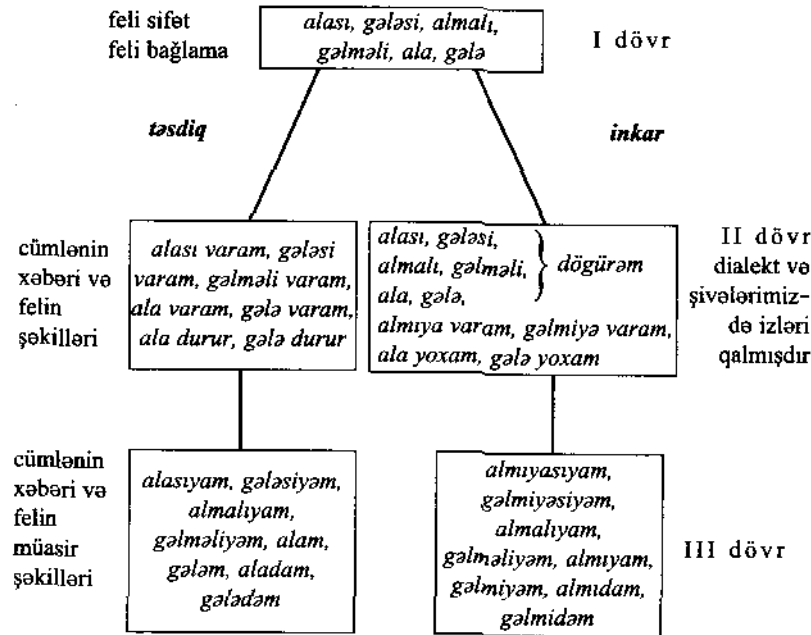 feli sifət
feli bağlama
alası, gələsi, almalı,
gəlməli, ala, gələ
I dövr
təsdiq
inkar
cümlənin
xəbəri və
felin
şəkilləri
alası varam, gələsi
varam, gəlməli varam,
ala varam, gələ varam,
ala durur, gələ durur
alası, gələsi,
almalı, gəlməli,
ala, gələ,
dögürəm
almıya varam, gəlmiyə varam,
ala yoxam, gələ yoxam
II dövr
dialekt və
şivələrimiz-
də izləri
qalmışdır
cümlənin
xəbəri və
felin
müasir
şəkilləri
alasıyam, gələsiyəm,
almalıyam,
gəlməliyəm, alam,
gələm, aladam,
gələdəm
almıyasıyam,
gəlmiyəsiyəm,
almalıyam,
gəlməliyəm, almıyam,
gəlmiyəm, almıdam,
gəlmidəm
III dövr